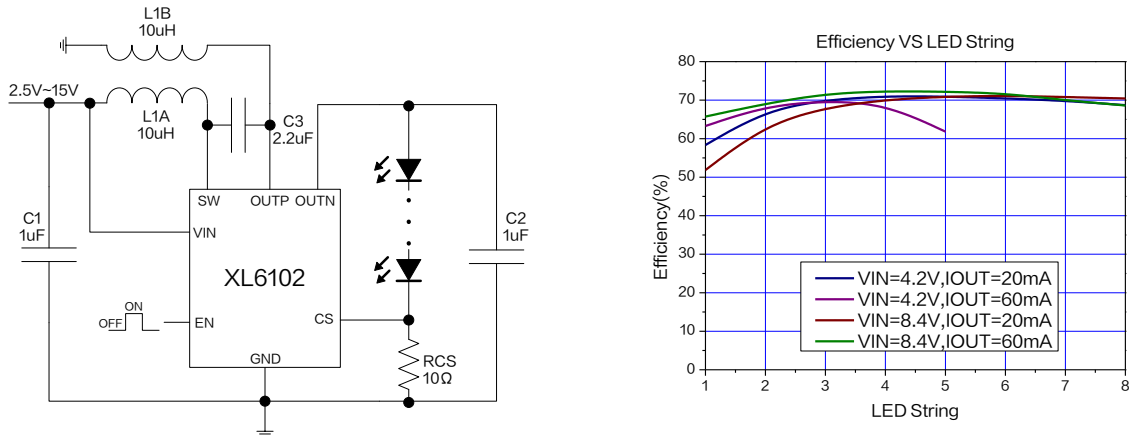 L1B
10uH
2.5V~15V
L1A
10uH
C3
2.2uF
SW
OUTP
OUTN
C1
1uF
VIN
C2
1uF
XL6102
ON
OFF
EN
CS
GND
RCS
10Ω
Efficiency VS LED String
80
70
60
50
40
30
20
10
0
Efficiency(%)
VIN=4.2V,IOUT=20mA
VIN=4.2V,IOUT=60mA
VIN=8.4V,IOUT=20mA
VIN=8.4V,IOUT=60mA
1 2 3 4 5 6 7 8
LED String